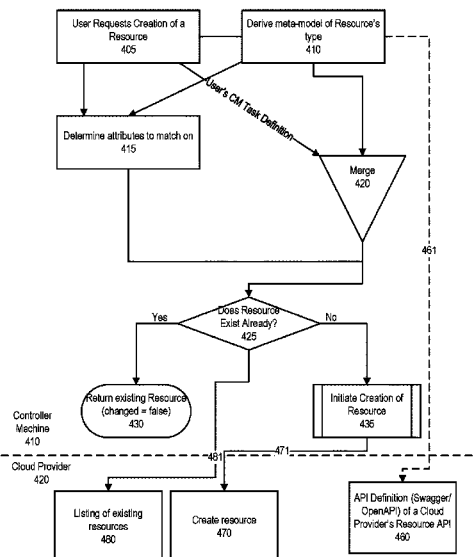 User Requests Creation of a
Resource
405
Derive meta-model of Resource's
type
410
User's CM Task Definition
Determine attributes to match on
415
Merge
420
461
Does Resource
Exist Already?
425
Yes
No
Return existing Resource
(changed = false)
430
Initiate Creation of
Resource
435
Controller
Machine
410
481
471
Cloud Provider
420
Listing of existing
resources
480
Create resource
470
API Definition (Swagger/
OpenAPI) of a Cloud
Provider's Resource API
460